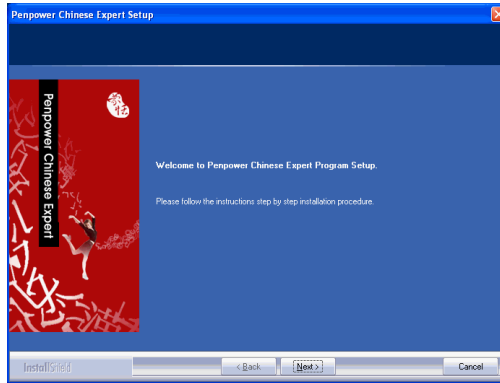 Penpower Chinese Expert Setup
Penpower Chinese Expert
Welcome to Penpower Chinese Expert Program Setup.
Please follow the instructions step by step installation procedure.
InstallShield
< Back
Next >
Cancel